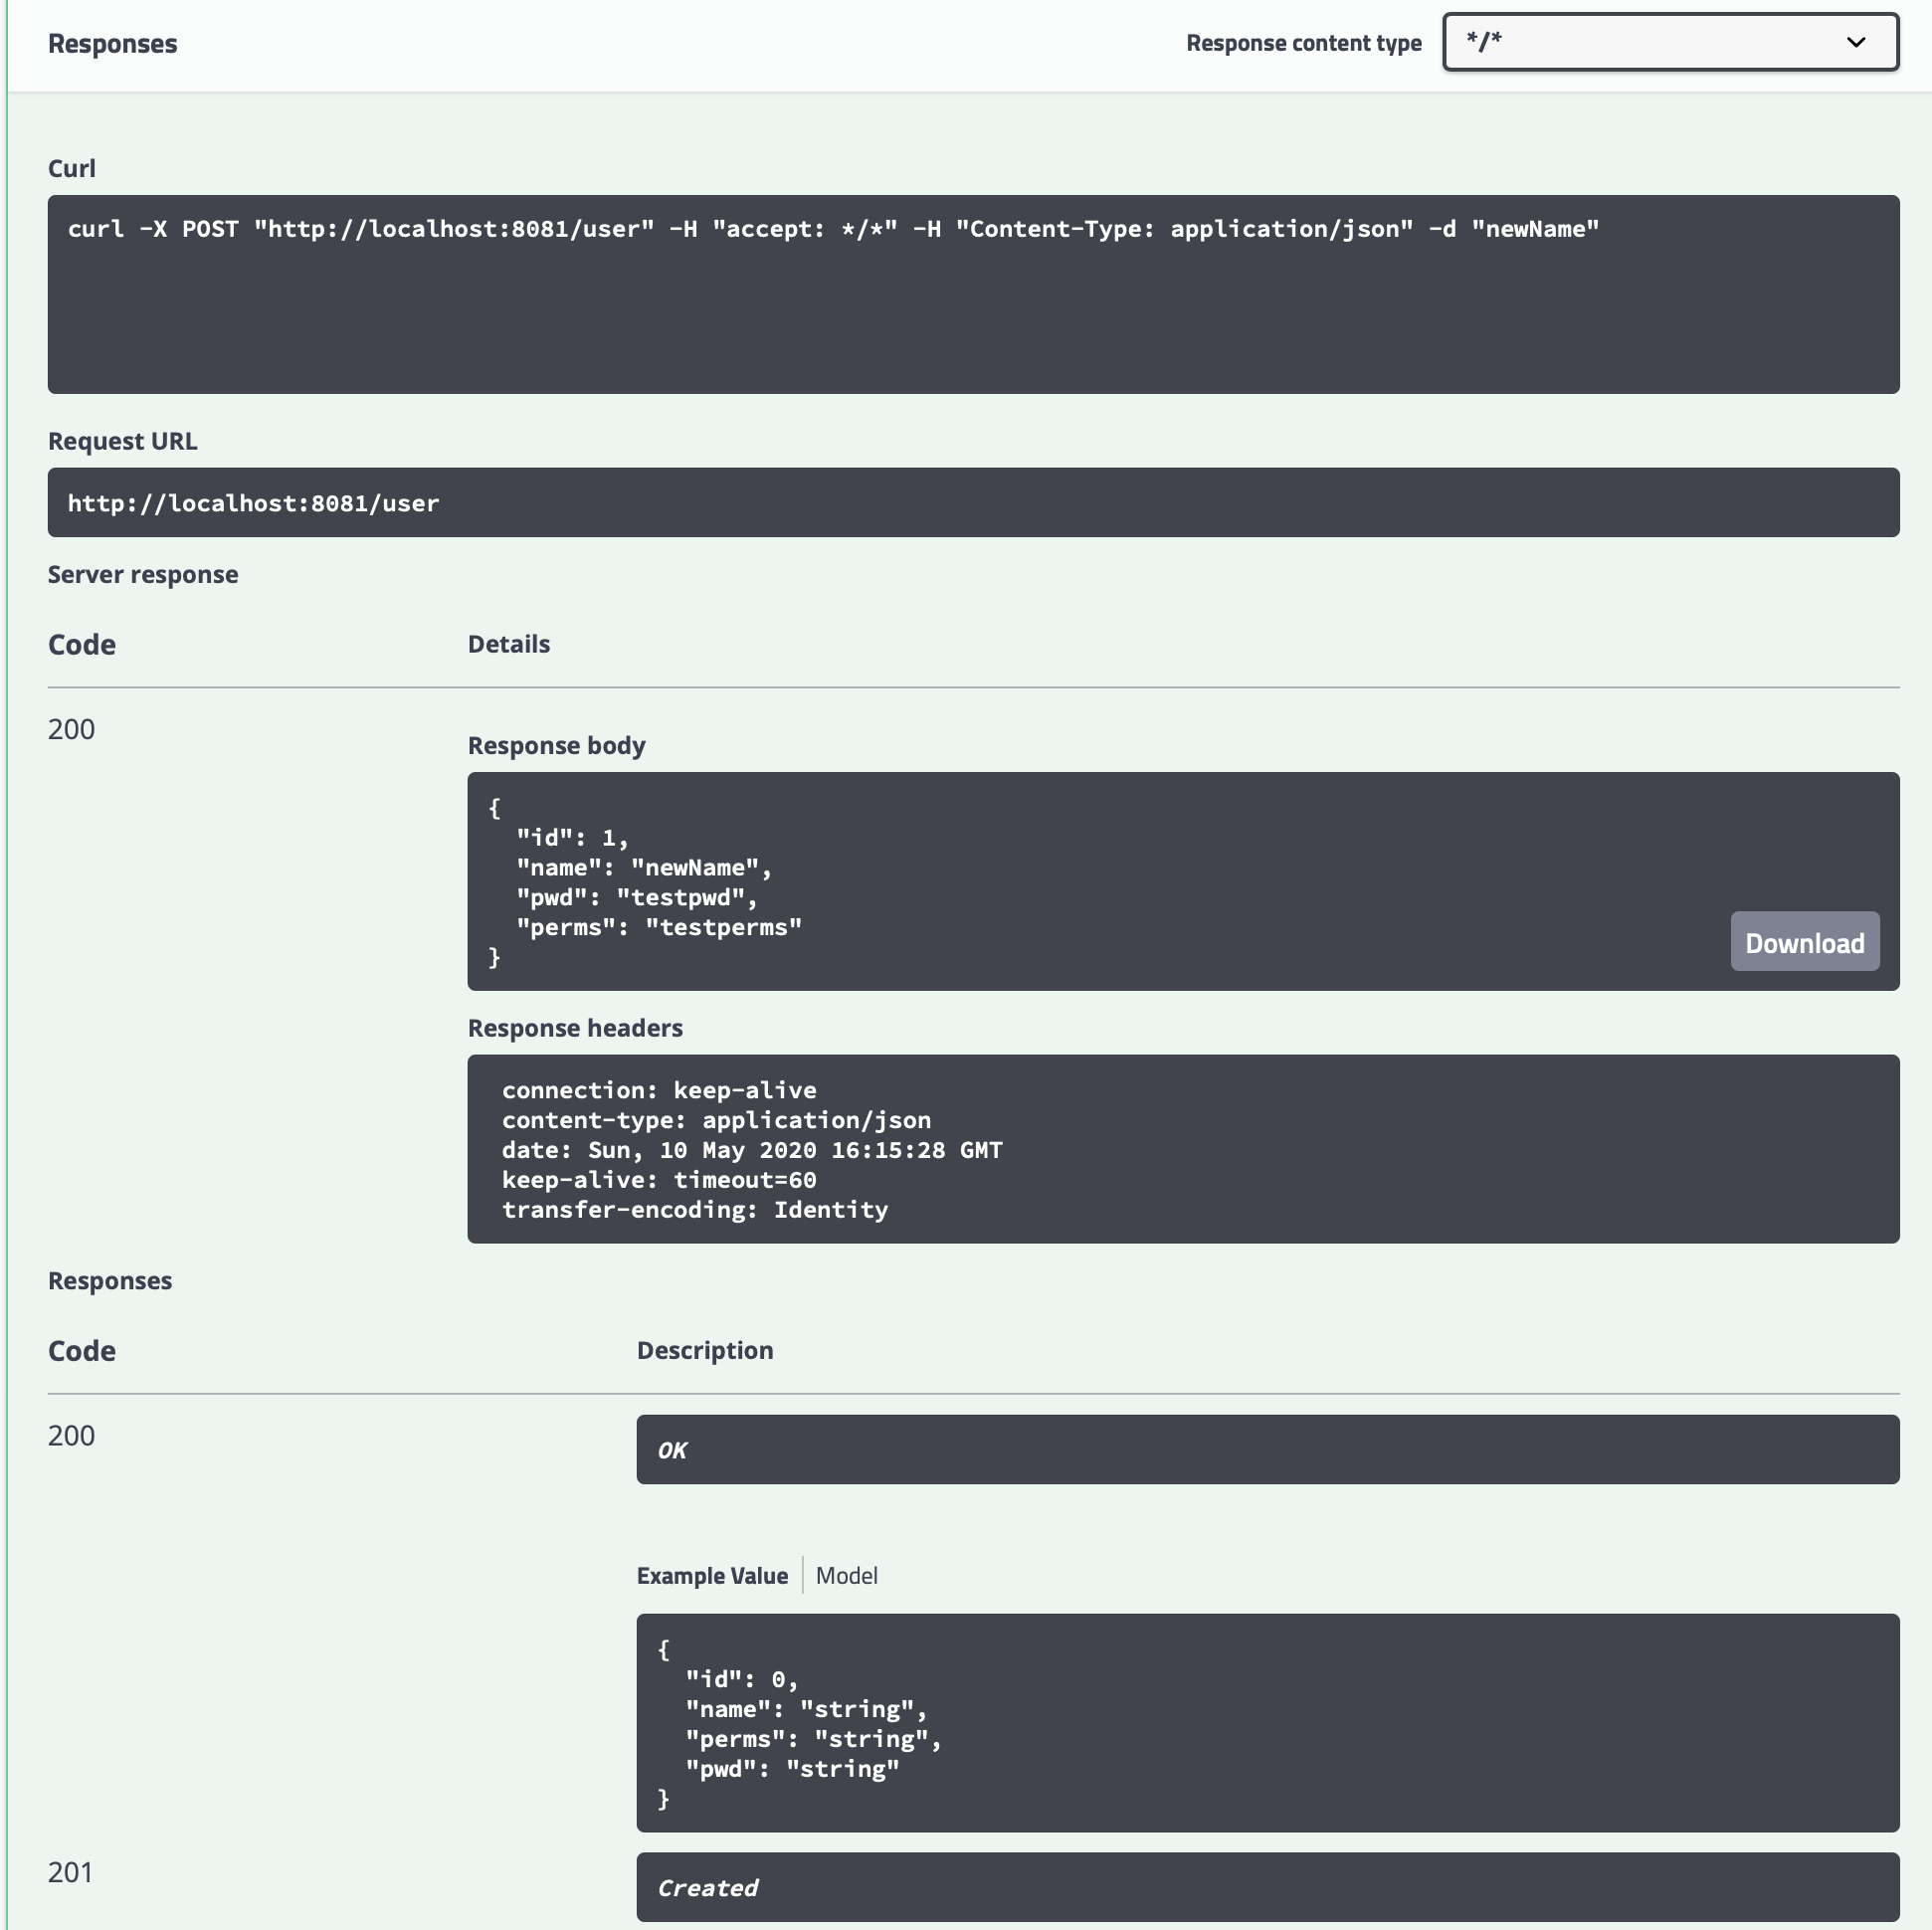 Responses
Response content type
*/*
Curl
curl -X POST "http://localhost:8081/user" -H "accept: */*" -H "Content-Type: application/json" -d "newName"
Request URL
http://localhost:8081/user
Server response
Code
Details
200
Response body
{
  "id": 1,
  "name": "newName",
  "pwd": "testpwd",
  "perms": "testperms"
}
Download
Response headers
connection: keep-alive
content-type: application/json
date: Sun, 10 May 2020 16:15:28 GMT
keep-alive: timeout=60
transfer-encoding: Identity
Responses
Code
Description
200
OK
Example Value
Model
{
  "id": 0,
  "name": "string",
  "perms": "string",
  "pwd": "string"
}
201
Created